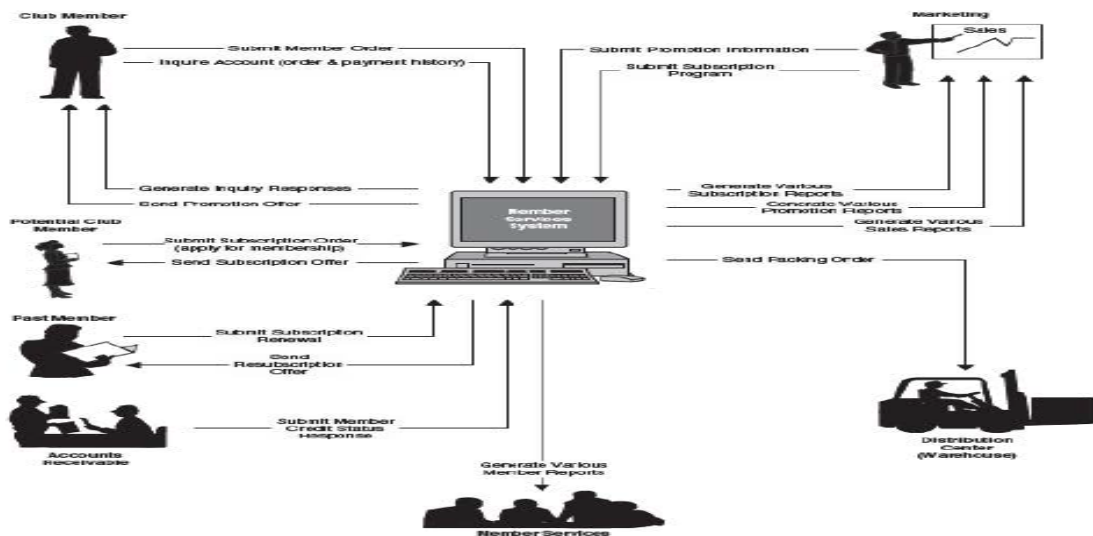 Club Member
Marketing
Sales
Submit Member Order
Inquire Account (order & payment history)
Submit Promotion Information
Submit Subscription
Program
Generate Inquiry Responses
Send Promotion Offer
Generate Various
Subscription Reports
Generate Various
Promotion Reports
Generate Various
Sales Reports
Member
Services
System
Potential Club
Member
Submit Subscription Order
(apply for membership)
Send Subscription Offer
Send Packing Order
Past Member
Submit Subscription
Renewal
Send
Resubscription
Offer
Submit Member
Credit Status
Response
Accounts
Receivable
Distribution
Center
(Warehouse)
Generate Various
Member Reports
Member Services